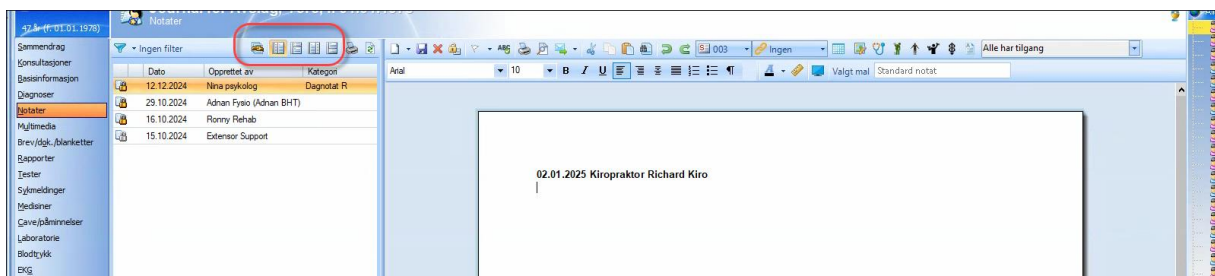 47 år (f. 01.01.1978)
Notater
Sammendrag
Konsultasjoner
Basisinformasjon
Diagnoser
Notater
Multimedia
Brev/dok./blanketter
Rapporter
Tester
Sykmeldinger
Medisiner
Cave/påminnelser
Laboratorie
Blodtrykk
EKG
Ingen filter
Dato Opprettet av Kategori
12.12.2024 Nina psykolog Dagnotat R
29.10.2024 Adnan Fysio (Adnan BHT)
16.10.2024 Ronny Rehab
15.10.2024 Extensor Support
ABC
003
Ingen
Alle har tilgang
Arial
10
B I U
Valgt mal Standard notat
02.01.2025 Kiropraktor Richard Kiro